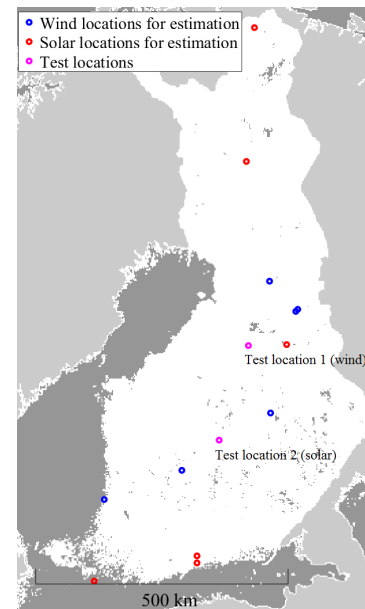 Wind locations for estimation
Solar locations for estimation
Test locations
Test location 1 (wind)
Test location 2 (solar)
500 km